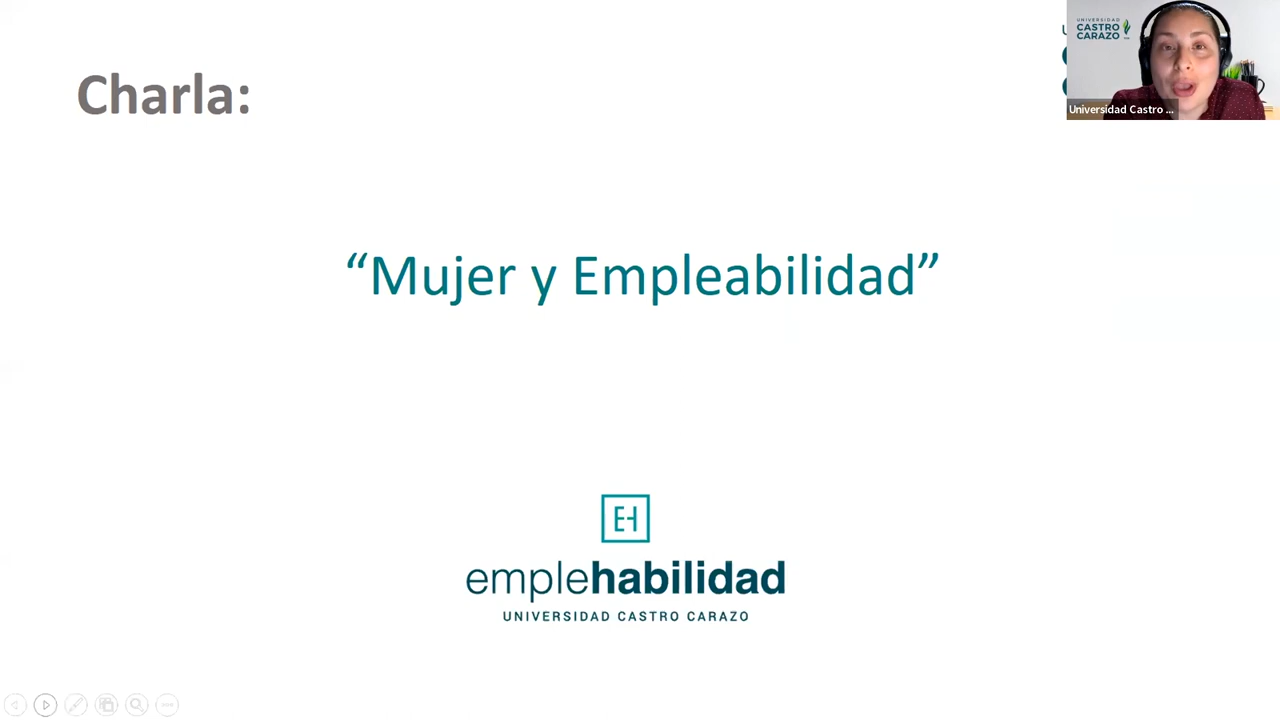 Charla:
UNIVERSIDAD
CASTRO
CARAZO
Universidad Castro ...
“Mujer y Empleabilidad”
EH
emplehabilidad
UNIVERSIDAD CASTRO CARAZO